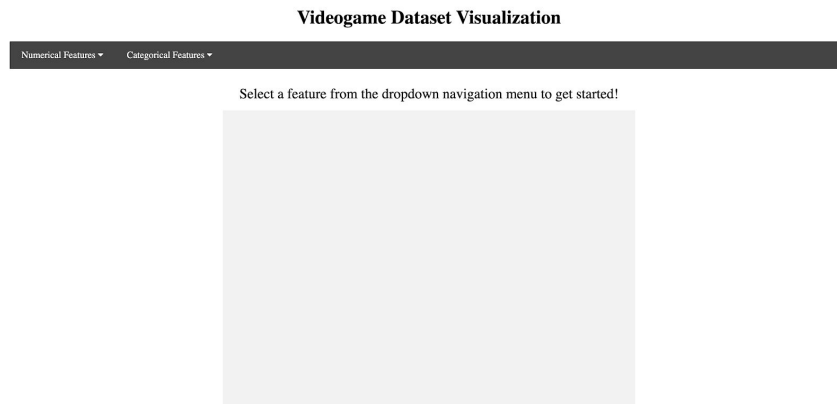 Videogame Dataset Visualization
Numerical Features Categorical Features
Select a feature from the dropdown navigation menu to get started!